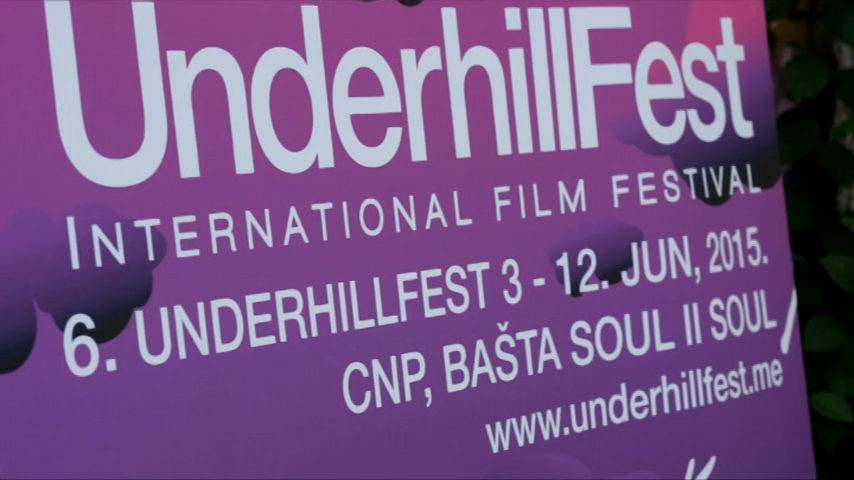 UnderhillFest
INTERNATIONAL FILM FESTIVAL
6. UNDERHILLFEST 3 - 12. JUN, 2015.
CNP, BAŠTA SOUL II SOUL
www.underhillfest.me